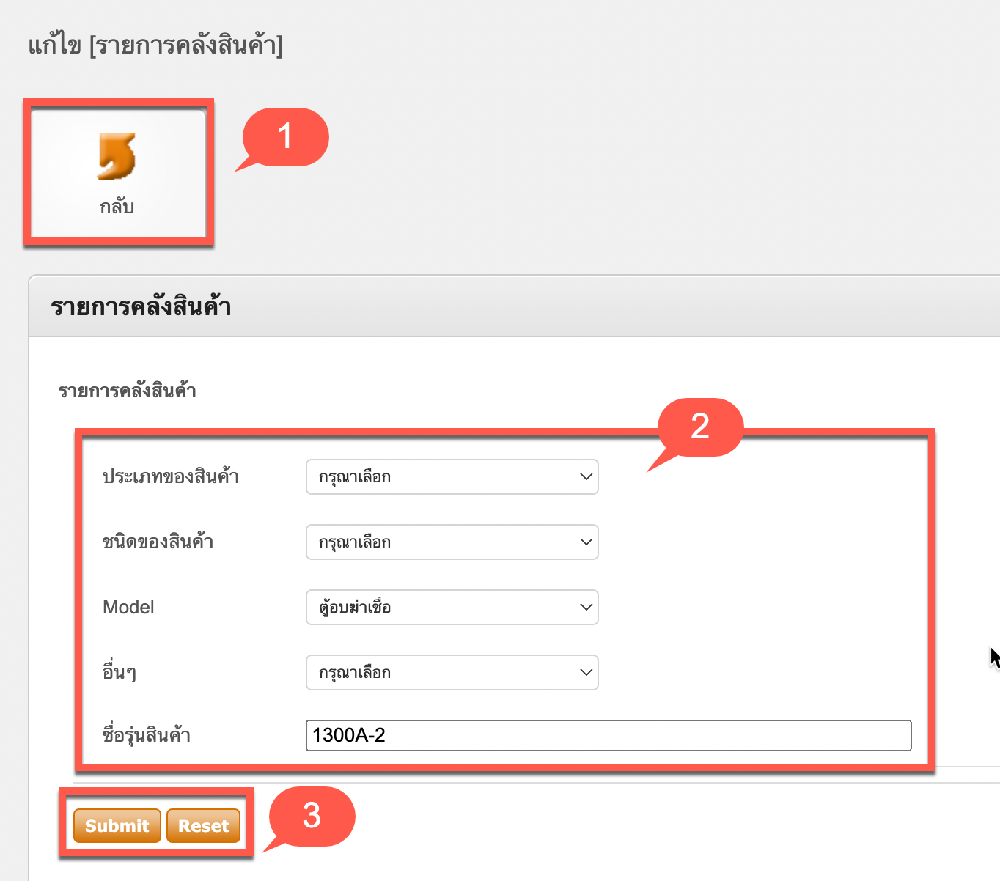 แก้ไข [รายการคลังสินค้า]
1
กลับ
รายการคลังสินค้า
รายการคลังสินค้า
2
ประเภทของสินค้า กรุณาเลือก
ชนิดของสินค้า กรุณาเลือก
Model ตู้อบฆ่าเชื้อ
อื่นๆ กรุณาเลือก
ชื่อรุ่นสินค้า 1300A-2
Submit Reset
3